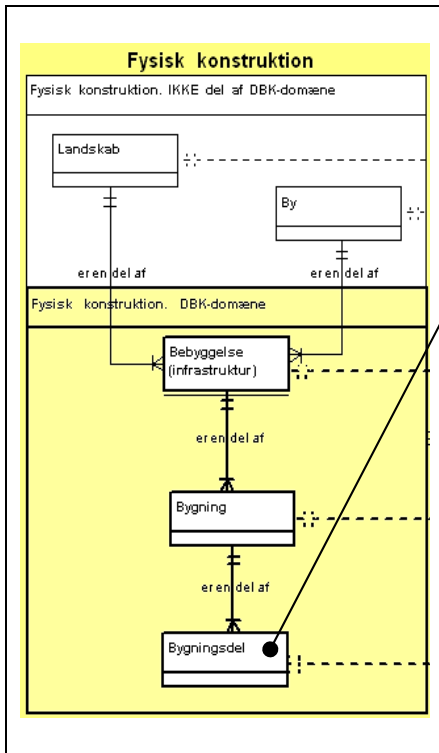 Fysisk konstruktion
Fysisk konstruktion. IKKE del af DBK-domæne
Landskab
By
er en del af
er en del af
Fysisk konstruktion. DBK-domæne
Bebyggelse
(infrastruktur)
er en del af
Bygning
er en del af
Bygningsdel